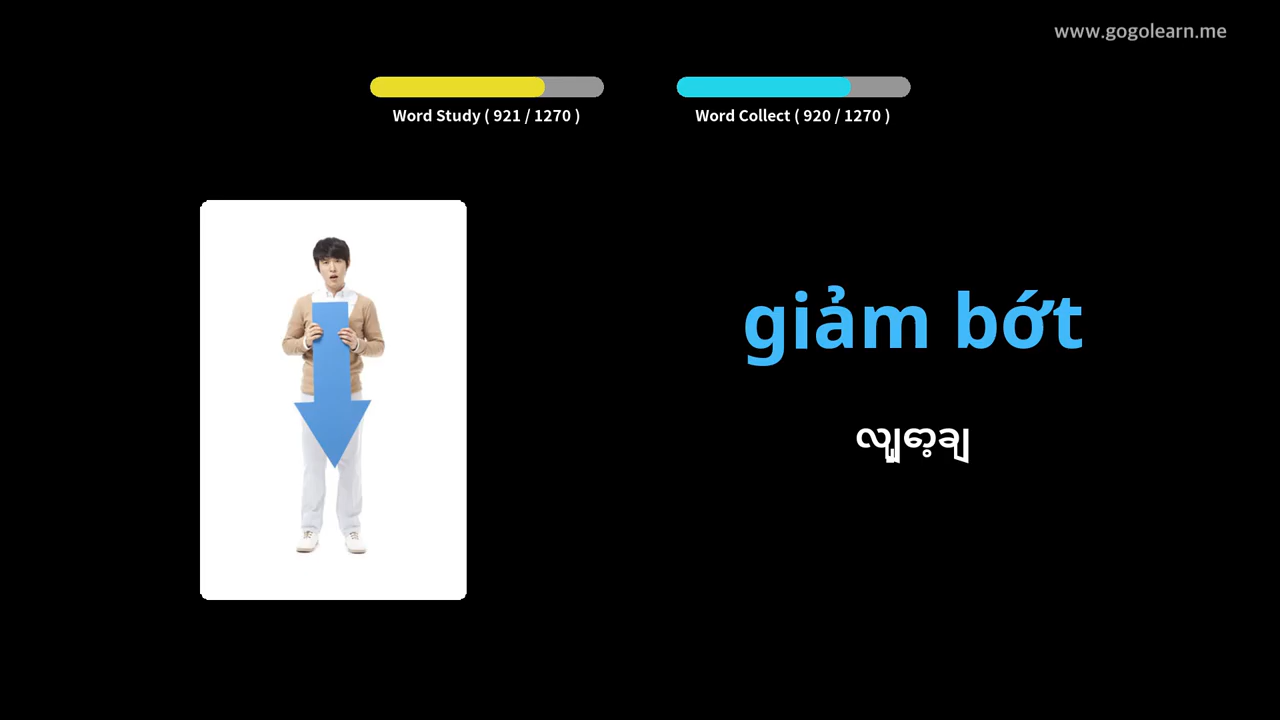 www.gogolearn.me
Word Study ( 921 / 1270 )
Word Collect ( 920 / 1270 )
giảm bớt
လျှော့ချ